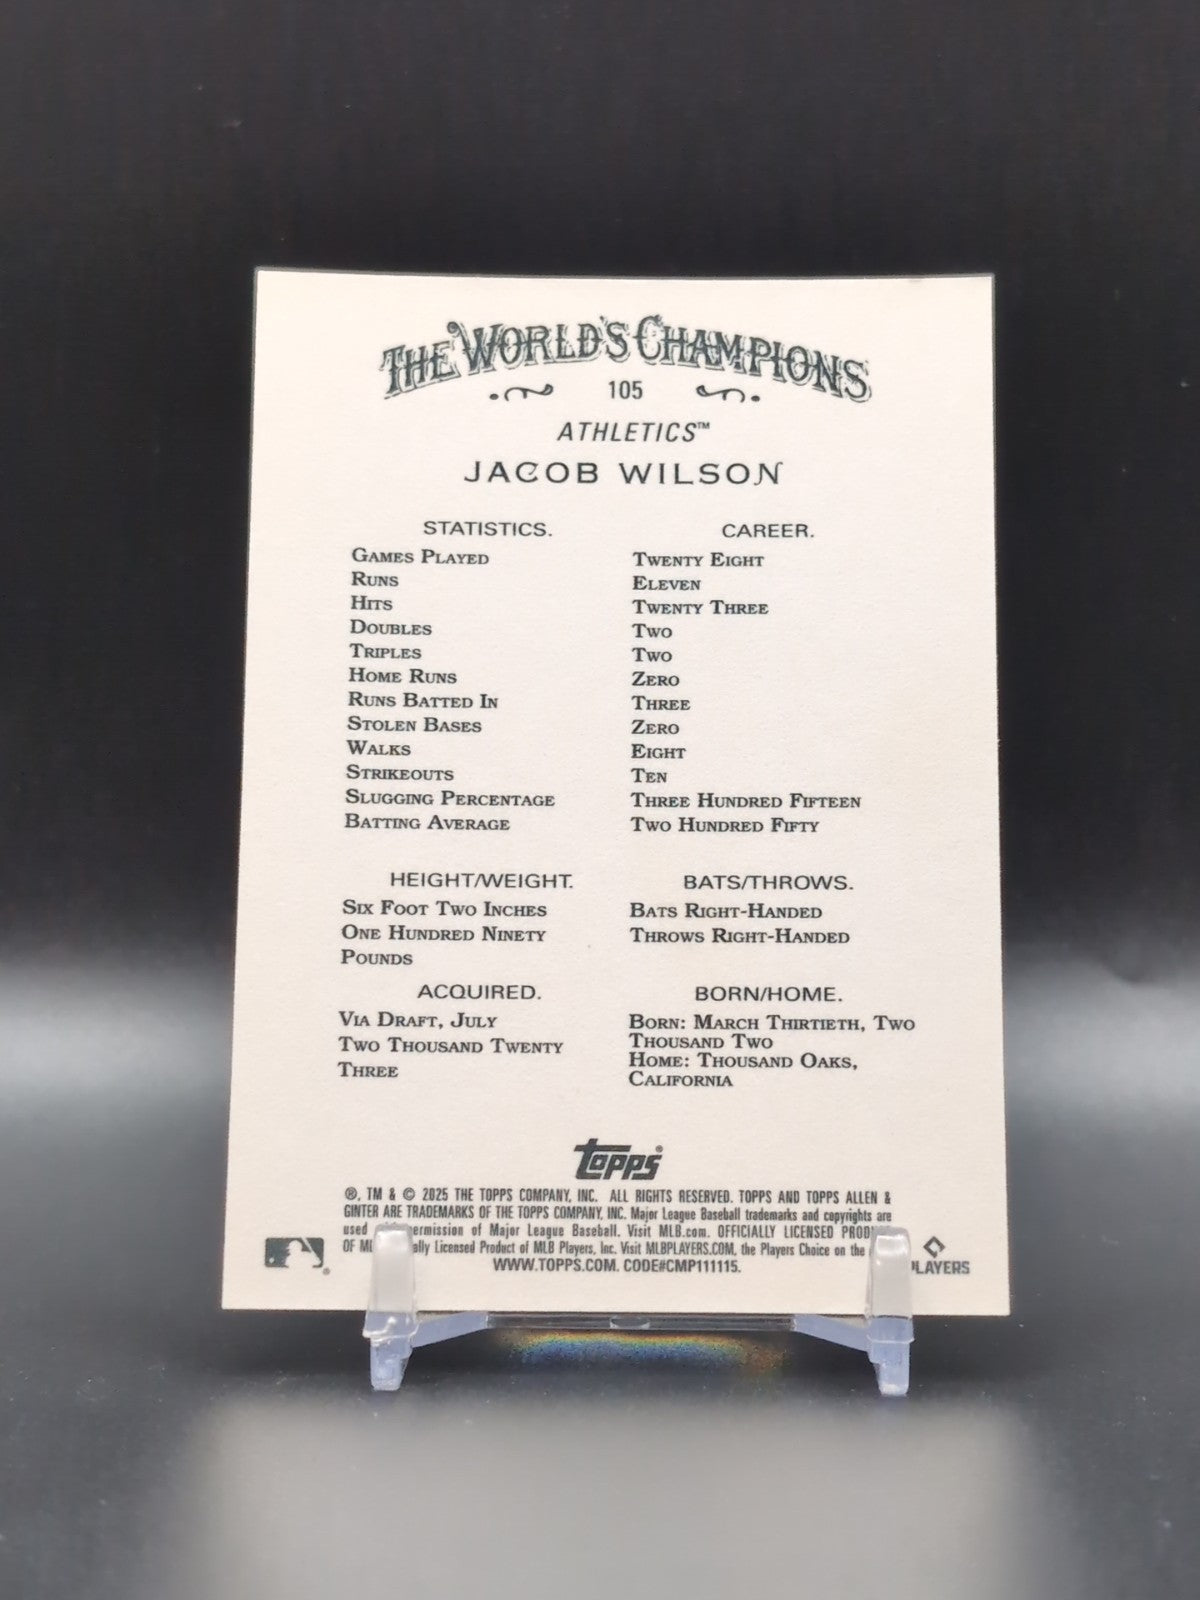 THE WORLD'S CHAMPIONS
105
ATHLETICS™
JACOB WILSON
STATISTICS. CAREER.
GAMES PLAYED TWENTY EIGHT
RUNS ELEVEN
HITS TWENTY THREE
DOUBLES TWO
TRIPLES TWO
HOME RUNS ZERO
RUNS BATTED IN THREE
STOLEN BASES ZERO
WALKS EIGHT
STRIKEOUTS TEN
SLUGGING PERCENTAGE THREE HUNDRED FIFTEEN
BATTING AVERAGE TWO HUNDRED FIFTY
HEIGHT/WEIGHT.
SIX FOOT TWO INCHES
ONE HUNDRED NINETY
POUNDS
BATS/THROWS.
BATS RIGHT-HANDED
THROWS RIGHT-HANDED
ACQUIRED.
VIA DRAFT, JULY
TWO THOUSAND TWENTY
THREE
BORN/HOME.
BORN: MARCH THIRTIETH, TWO
THOUSAND TWO
HOME: THOUSAND OAKS,
CALIFORNIA
Topps®
®, TM & © 2025 THE TOPPS COMPANY, INC. ALL RIGHTS RESERVED. TOPPS AND TOPPS ALLEN &
GINTER ARE TRADEMARKS OF THE TOPPS COMPANY, INC. Major League Baseball trademarks and copyrights are
used permission of Major League Baseball. Visit MLB.com. OFFICIALLY LICENSED
OF Licensed Product of MLB Players, Inc. Visit MLBPLAYERS.COM, the Players Choice on the
WWW.TOPPS.COM. CODE#CMP111115.
PLAYERS